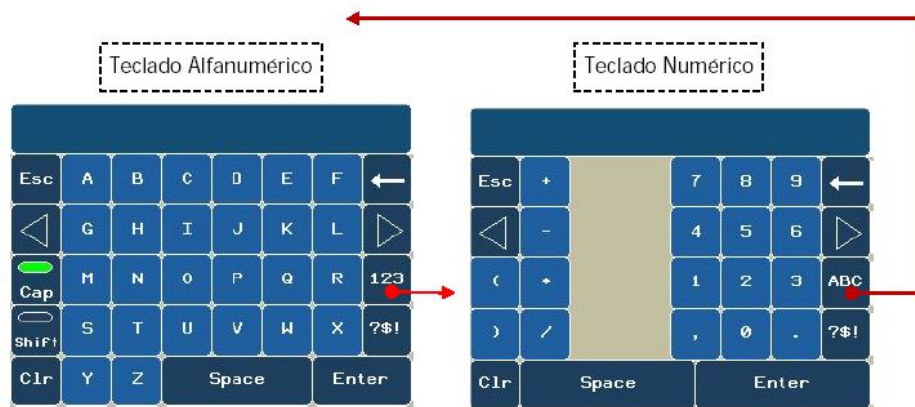 Teclado Alfanumérico
Teclado Numérico
Esc A B C D E F
G H I J K L
Cap M N O P Q R 123
Shift S T U V W X ?$!
Clr Y Z Space Enter
Esc + 7 8 9
- 4 5 6
( * 1 2 3 ABC
) / , 0 . ?$!
Clr Space Enter